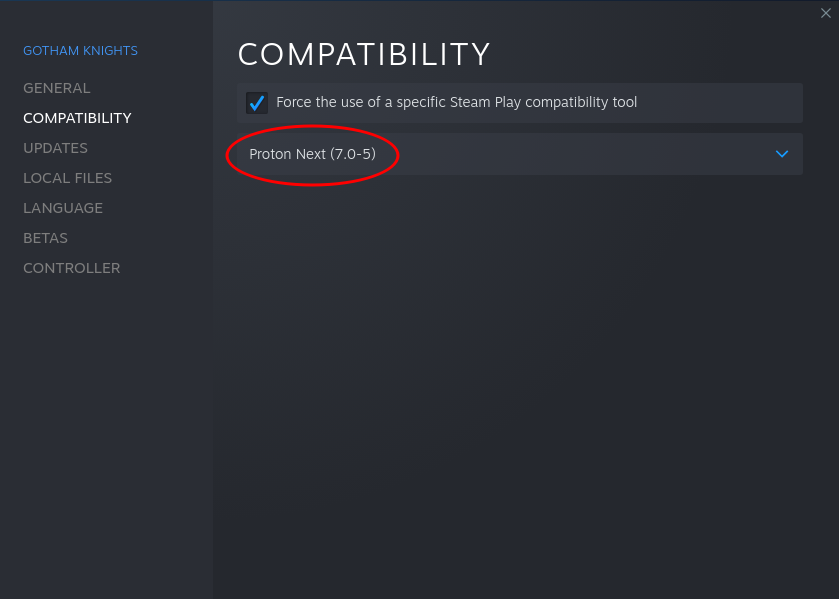 GOTHAM KNIGHTS
GENERAL
COMPATIBILITY
UPDATES
LOCAL FILES
LANGUAGE
BETAS
CONTROLLER
COMPATIBILITY
Force the use of a specific Steam Play compatibility tool
Proton Next (7.0-5)